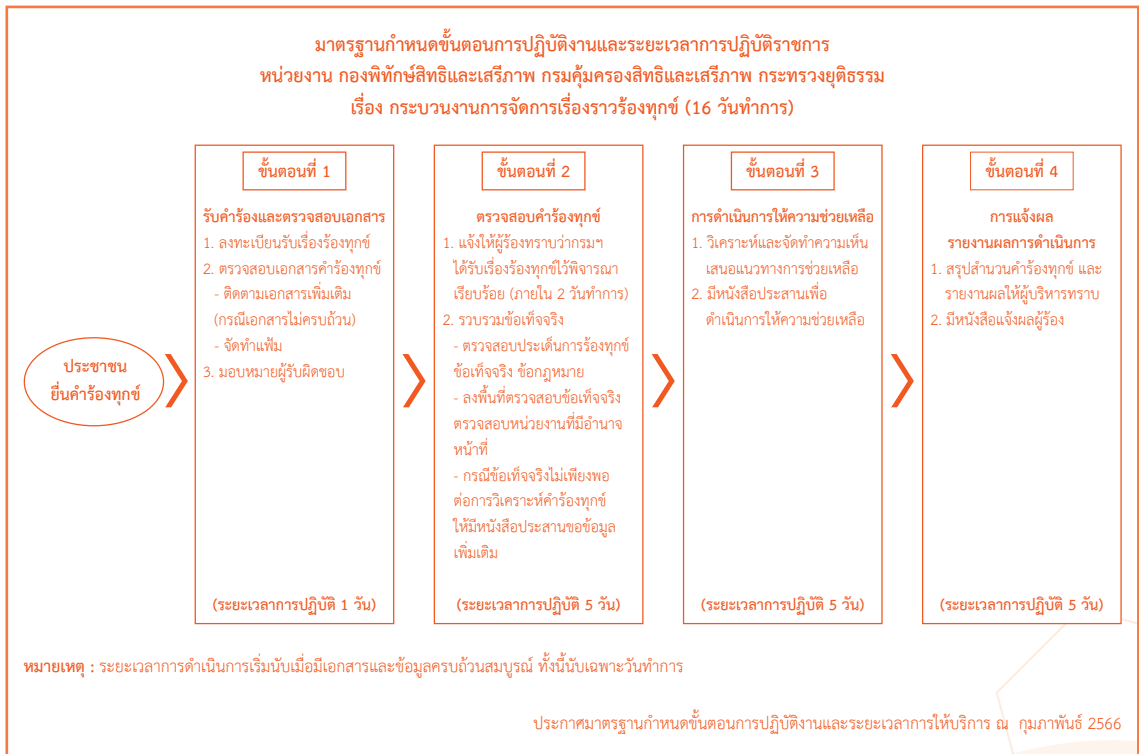 มาตรฐานกำหนดขั้นตอนการปฏิบัติงานและระยะเวลาการปฏิบัติราชการ
หน่วยงาน กองพิทักษ์สิทธิและเสรีภาพ กรมคุ้มครองสิทธิและเสรีภาพ กระทรวงยุติธรรม
เรื่อง กระบวนงานการจัดการเรื่องราวร้องทุกข์ (16 วันทำการ)
ประชาชน
ยื่นคำร้องทุกข์
ขั้นตอนที่ 1
รับคำร้องและตรวจสอบเอกสาร
1. ลงทะเบียนรับเรื่องร้องทุกข์
2. ตรวจสอบเอกสารคำร้องทุกข์
- ติดตามเอกสารเพิ่มเติม
(กรณีเอกสารไม่ครบถ้วน)
- จัดทำแฟ้ม
3. มอบหมายผู้รับผิดชอบ
(ระยะเวลาการปฏิบัติ 1 วัน)
ขั้นตอนที่ 2
ตรวจสอบคำร้องทุกข์
1. แจ้งให้ผู้ร้องทราบว่ากรมฯ
ได้รับเรื่องร้องทุกข์ไว้พิจารณา
เรียบร้อย (ภายใน 2 วันทำการ)
2. รวบรวมข้อเท็จจริง
- ตรวจสอบประเด็นการร้องทุกข์
ข้อเท็จจริง ข้อกฎหมาย
- ลงพื้นที่ตรวจสอบข้อเท็จจริง
ตรวจสอบหน่วยงานที่มีอำนาจ
หน้าที่
- กรณีข้อเท็จจริงไม่เพียงพอ
ต่อการวิเคราะห์คำร้องทุกข์
ให้มีหนังสือประสานขอข้อมูล
เพิ่มเติม
(ระยะเวลาการปฏิบัติ 5 วัน)
ขั้นตอนที่ 3
การดำเนินการให้ความช่วยเหลือ
1. วิเคราะห์และจัดทำความเห็น
เสนอแนวทางการช่วยเหลือ
2. มีหนังสือประสานเพื่อ
ดำเนินการให้ความช่วยเหลือ
(ระยะเวลาการปฏิบัติ 5 วัน)
ขั้นตอนที่ 4
การแจ้งผล
รายงานผลการดำเนินการ
1. สรุปสำนวนคำร้องทุกข์ และ
รายงานผลให้ผู้บริหารทราบ
2. มีหนังสือแจ้งผลผู้ร้อง
(ระยะเวลาการปฏิบัติ 5 วัน)
หมายเหตุ : ระยะเวลาการดำเนินการเริ่มนับเมื่อมีเอกสารและข้อมูลครบถ้วนสมบูรณ์ ทั้งนี้นับเฉพาะวันทำการ
ประกาศมาตรฐานกำหนดขั้นตอนการปฏิบัติงานและระยะเวลาการให้บริการ ณ กุมภาพันธ์ 2566